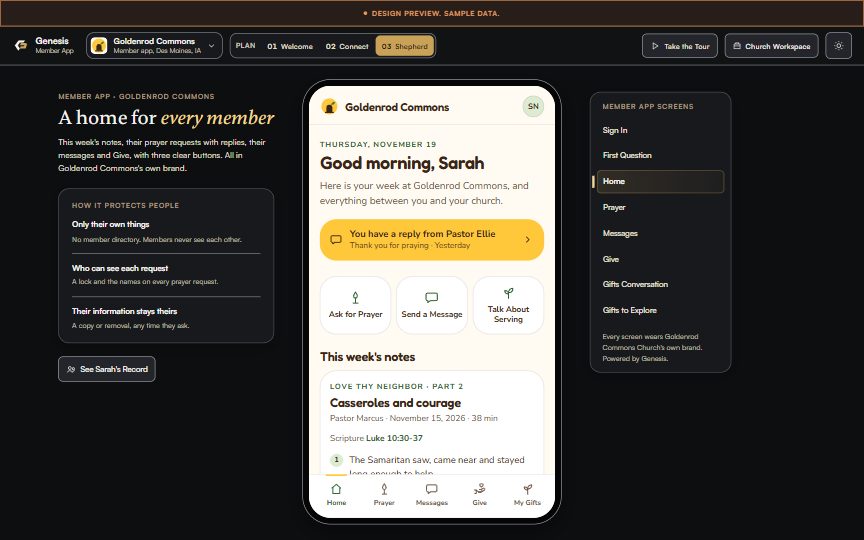 DESIGN PREVIEW. SAMPLE DATA.
Genesis
Member App
Goldenrod Commons
Member app, Des Moines, IA
PLAN
01 Welcome
02 Connect
03 Shepherd
Take the Tour
Church Workspace
MEMBER APP · GOLDENROD COMMONS
A home for every member
This week's notes, their prayer requests with replies, their
messages and Give, with three clear buttons. All in
Goldenrod Commons's own brand.
HOW IT PROTECTS PEOPLE
Only their own things
No member directory. Members never see each other.
Who can see each request
A lock and the names on every prayer request.
Their information stays theirs
A copy or removal, any time they ask.
See Sarah's Record
Goldenrod Commons
SN
THURSDAY, NOVEMBER 19
Good morning, Sarah
Here is your week at Goldenrod Commons, and
everything between you and your church.
You have a reply from Pastor Ellie
Thank you for praying · Yesterday
Ask for Prayer
Send a Message
Talk About
Serving
This week's notes
LOVE THY NEIGHBOR · PART 2
Casseroles and courage
Pastor Marcus · November 15, 2026 · 38 min
Scripture Luke 10:30-37
1 The Samaritan saw, came near and stayed
long enough to help
Home
Prayer
Messages
Give
My Gifts
MEMBER APP SCREENS
Sign In
First Question
Home
Prayer
Messages
Give
Gifts Conversation
Gifts to Explore
Every screen wears Goldenrod
Commons Church's own brand.
Powered by Genesis.